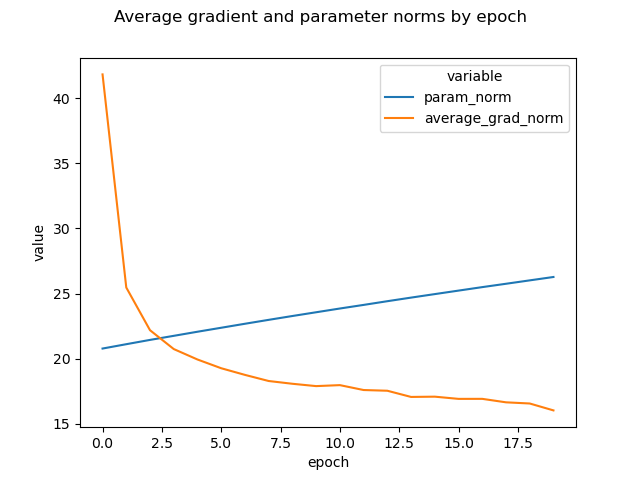 Average gradient and parameter norms by epoch
variable
param_norm
average_grad_norm
value
40
35
30
25
20
15
0.0 2.5 5.0 7.5 10.0 12.5 15.0 17.5
epoch